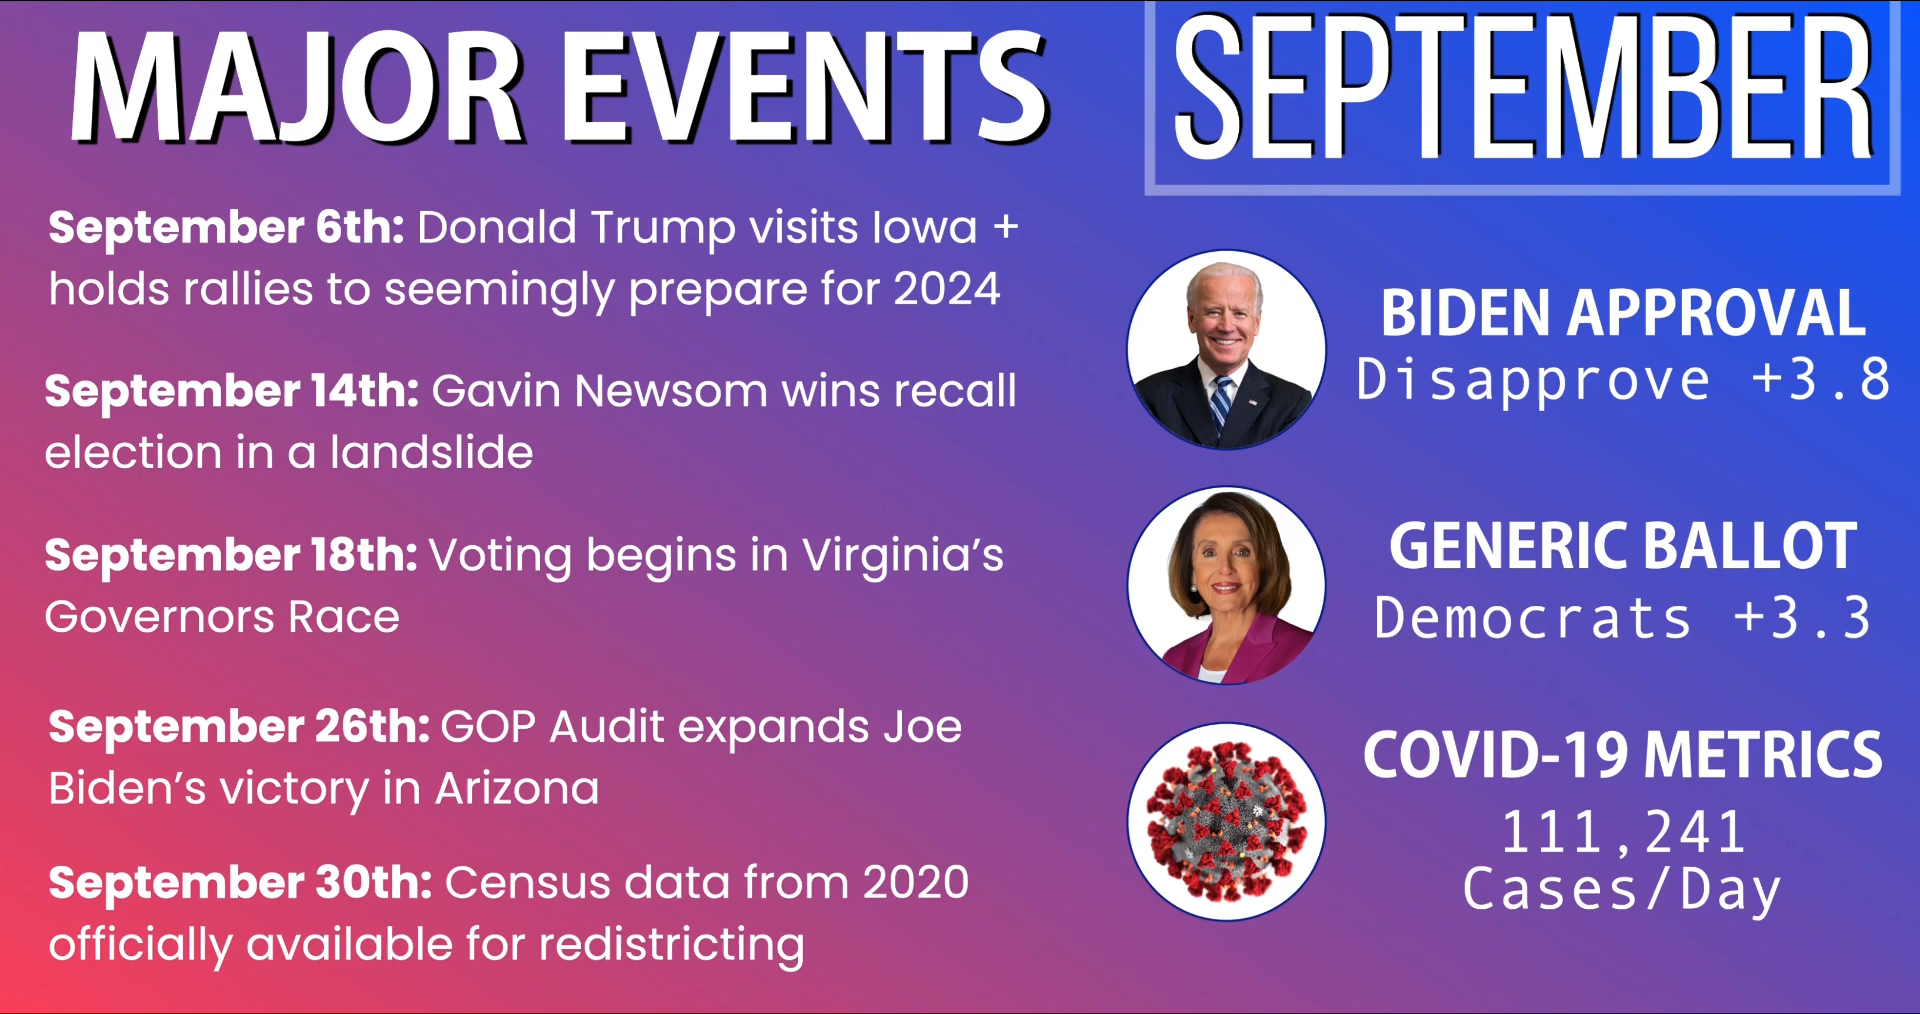 MAJOR EVENTS
September 6th: Donald Trump visits Iowa +
holds rallies to seemingly prepare for 2024
September 14th: Gavin Newsom wins recall
election in a landslide
September 18th: Voting begins in Virginia’s
Governors Race
September 26th: GOP Audit expands Joe
Biden’s victory in Arizona
September 30th: Census data from 2020
officially available for redistricting
SEPTEMBER
BIDEN APPROVAL
Disapprove +3.8
GENERIC BALLOT
Democrats +3.3
COVID-19 METRICS
111,241
Cases/Day